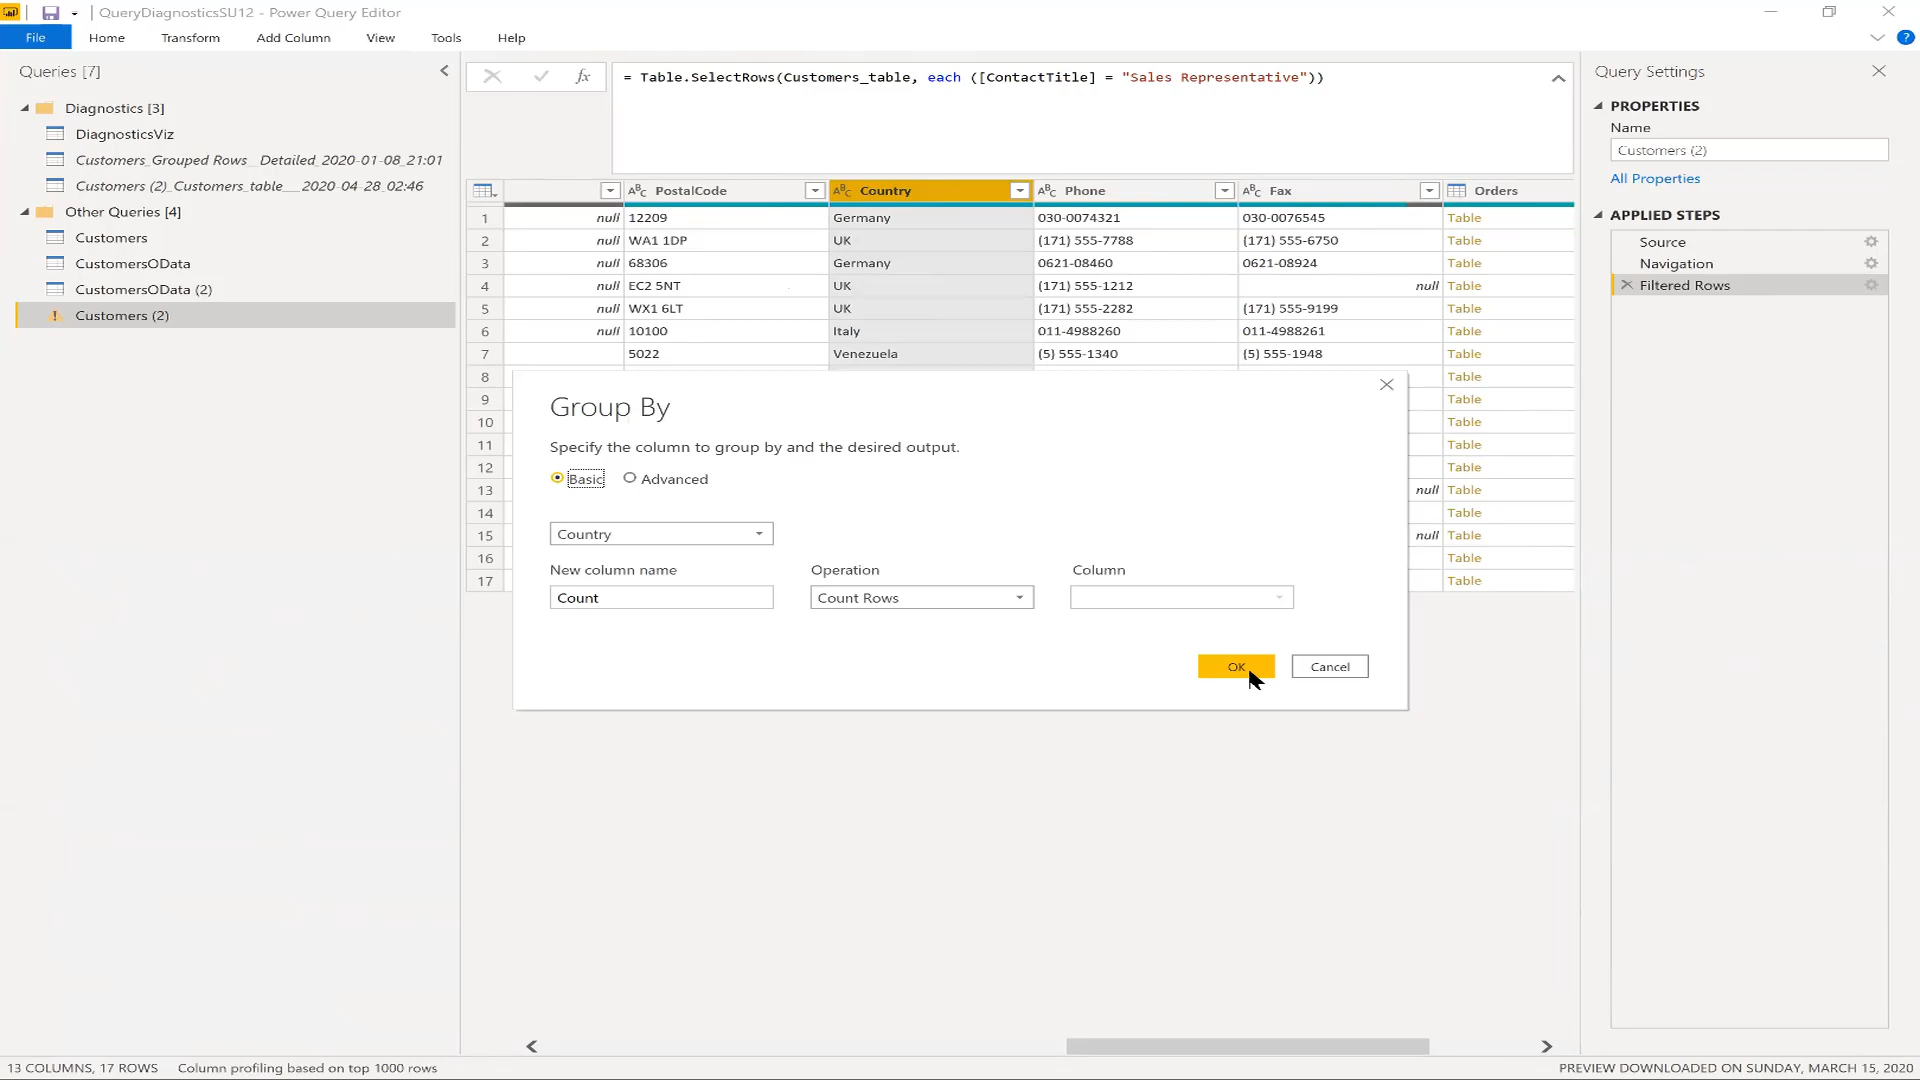 QueryDiagnosticsSU12 - Power Query Editor
File Home Transform Add Column View Tools Help
?
Queries [7]
Diagnostics [3]
DiagnosticsViz
Customers_Grouped Rows__Detailed_2020-01-08_21:01
Customers (2)_Customers_table___2020-04-28_02:46
Other Queries [4]
Customers
CustomersOData
CustomersOData (2)
Customers (2)
fx = Table.SelectRows(Customers_table, each ([ContactTitle] = "Sales Representative"))
ABC PostalCode ABC Country ABC Phone ABC Fax Orders
1 null 12209 Germany 030-0074321 030-0076545 Table
2 null WA1 1DP UK (171) 555-7788 (171) 555-6750 Table
3 null 68306 Germany 0621-08460 0621-08924 Table
4 null EC2 5NT UK (171) 555-1212 null Table
5 null WX1 6LT UK (171) 555-2282 (171) 555-9199 Table
6 null 10100 Italy 011-4988260 011-4988261 Table
7 5022 Venezuela (5) 555-1340 (5) 555-1948 Table
8 Table
9 Table
10 Table
11 Table
12 Table
13 null Table
14 Table
15 null Table
16 Table
17 Table
Group By
Specify the column to group by and the desired output.
Basic Advanced
Country
New column name Operation Column
Count Count Rows
OK Cancel
Query Settings
PROPERTIES
Name
Customers (2)
All Properties
APPLIED STEPS
Source
Navigation
Filtered Rows
13 COLUMNS, 17 ROWS Column profiling based on top 1000 rows PREVIEW DOWNLOADED ON SUNDAY, MARCH 15, 2020